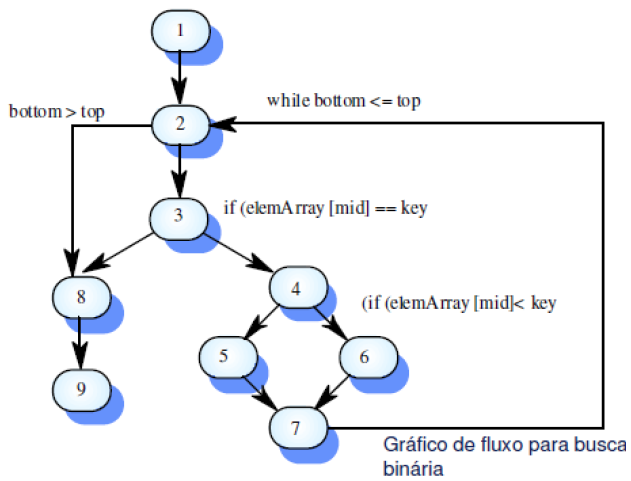 1
while bottom <= top
bottom > top
2
if (elemArray [mid] == key
3
4
8
(if (elemArray [mid]< key
5
6
9
7
Gráfico de fluxo para busca
binária